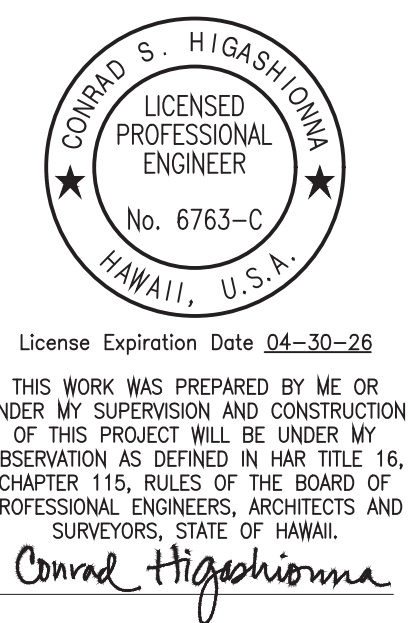 CONRAD S. HIGASHIONNA
LICENSED
PROFESSIONAL
ENGINEER
No. 6763-C
HAWAII, U.S.A.
License Expiration Date 04-30-26
THIS WORK WAS PREPARED BY ME OR
NDER MY SUPERVISION AND CONSTRUCTION
OF THIS PROJECT WILL BE UNDER MY
BSERVATION AS DEFINED IN HAR TITLE 16,
CHAPTER 115, RULES OF THE BOARD OF
ROFESSIONAL ENGINEERS, ARCHITECTS AND
SURVEYORS, STATE OF HAWAII.
Conrad Higashionna